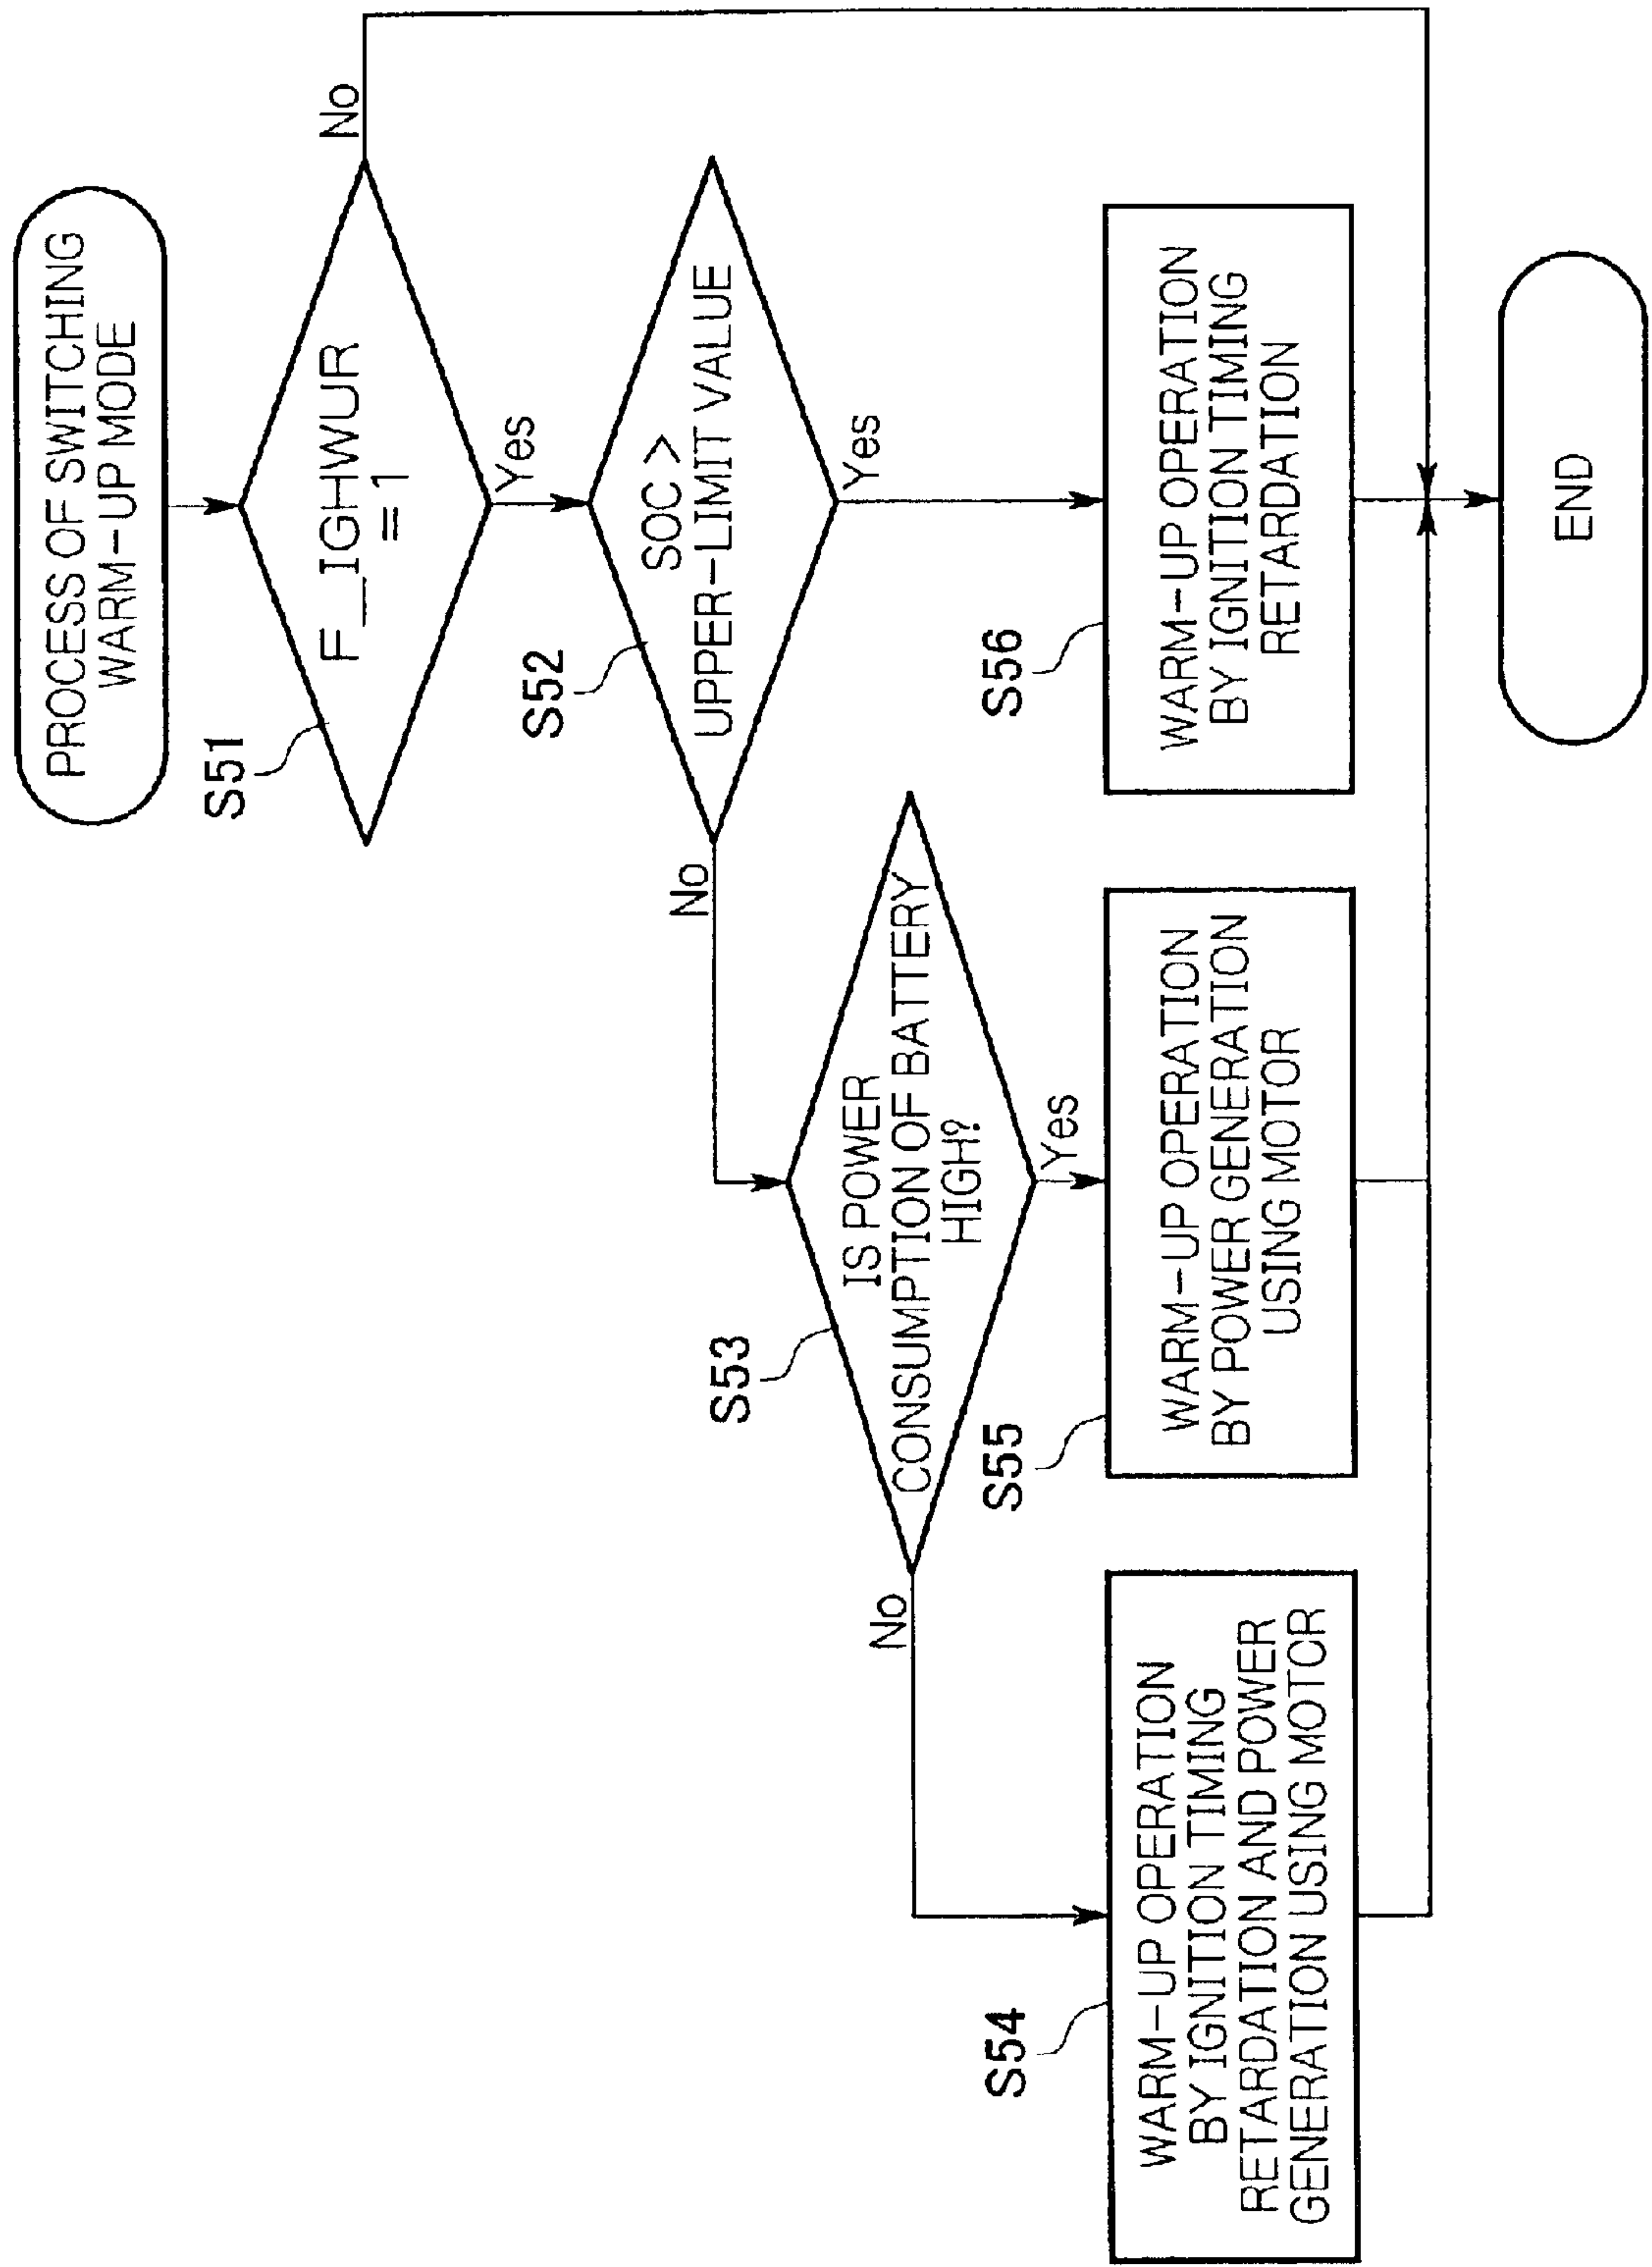 PROCESS OF SWITCHING
WARM-UP MODE
S51
F_IGHWUR
=1
No
Yes
S52
SOC >
UPPER-LIMIT VALUE
No
Yes
S53
IS POWER
CONSUMPTION OF BATTERY
HIGH?
No
Yes
S54
WARM-UP OPERATION
BY IGNITION TIMING
RETARDATION AND POWER
GENERATION USING MOTOR
S55
WARM-UP OPERATION
BY POWER GENERATION
USING MOTOR
S56
WARM-UP OPERATION
BY IGNITION TIMING
RETARDATION
END